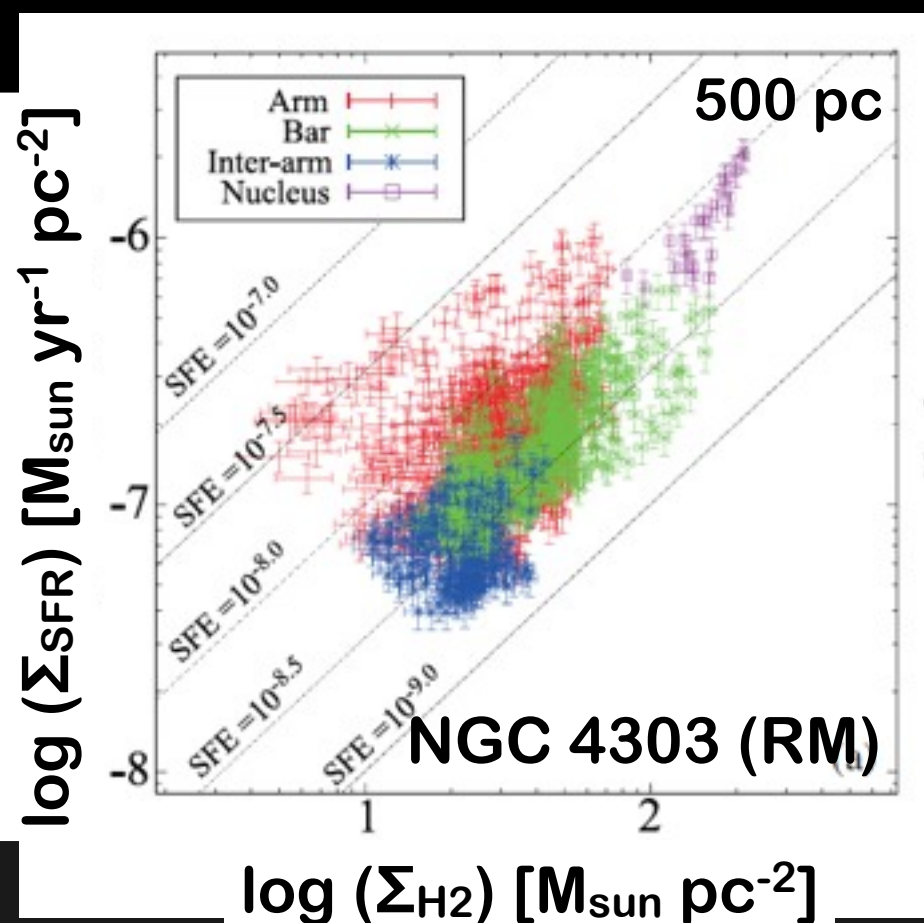 500 pc
Arm
Bar
Inter-arm
Nucleus
log (ΣSFR) [Msun yr-1 pc-2]
-6
-7
-8
SFE =10-7.0
SFE =10-7.5
SFE =10-8.0
SFE =10-8.5
SFE =10-9.0
NGC 4303 (RM)
1
2
log (ΣH2) [Msun pc-2]